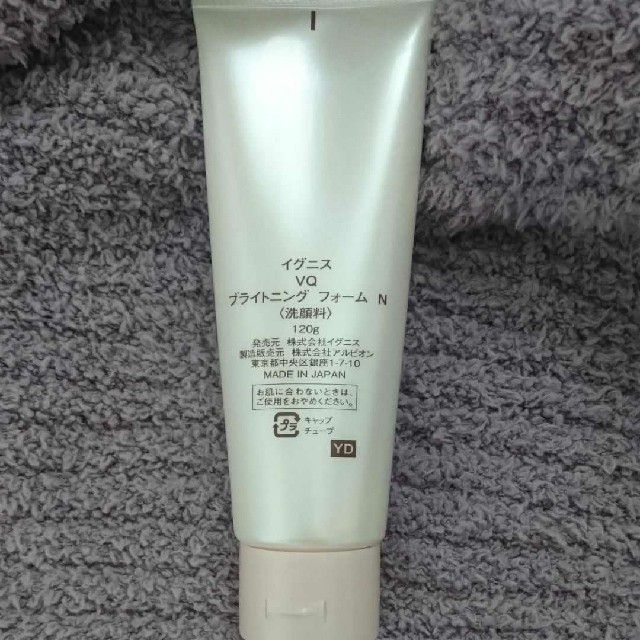 イグニス
VQ
ブライトニング フォーム N
〈洗顔料〉
120g
発売元 株式会社イグニス
製造販売元 株式会社アルビオン
東京都中央区銀座1-7-10
MADE IN JAPAN
お肌に合わないときは、
ご使用をおやめください。
プラ
キャップ
チューブ
YD